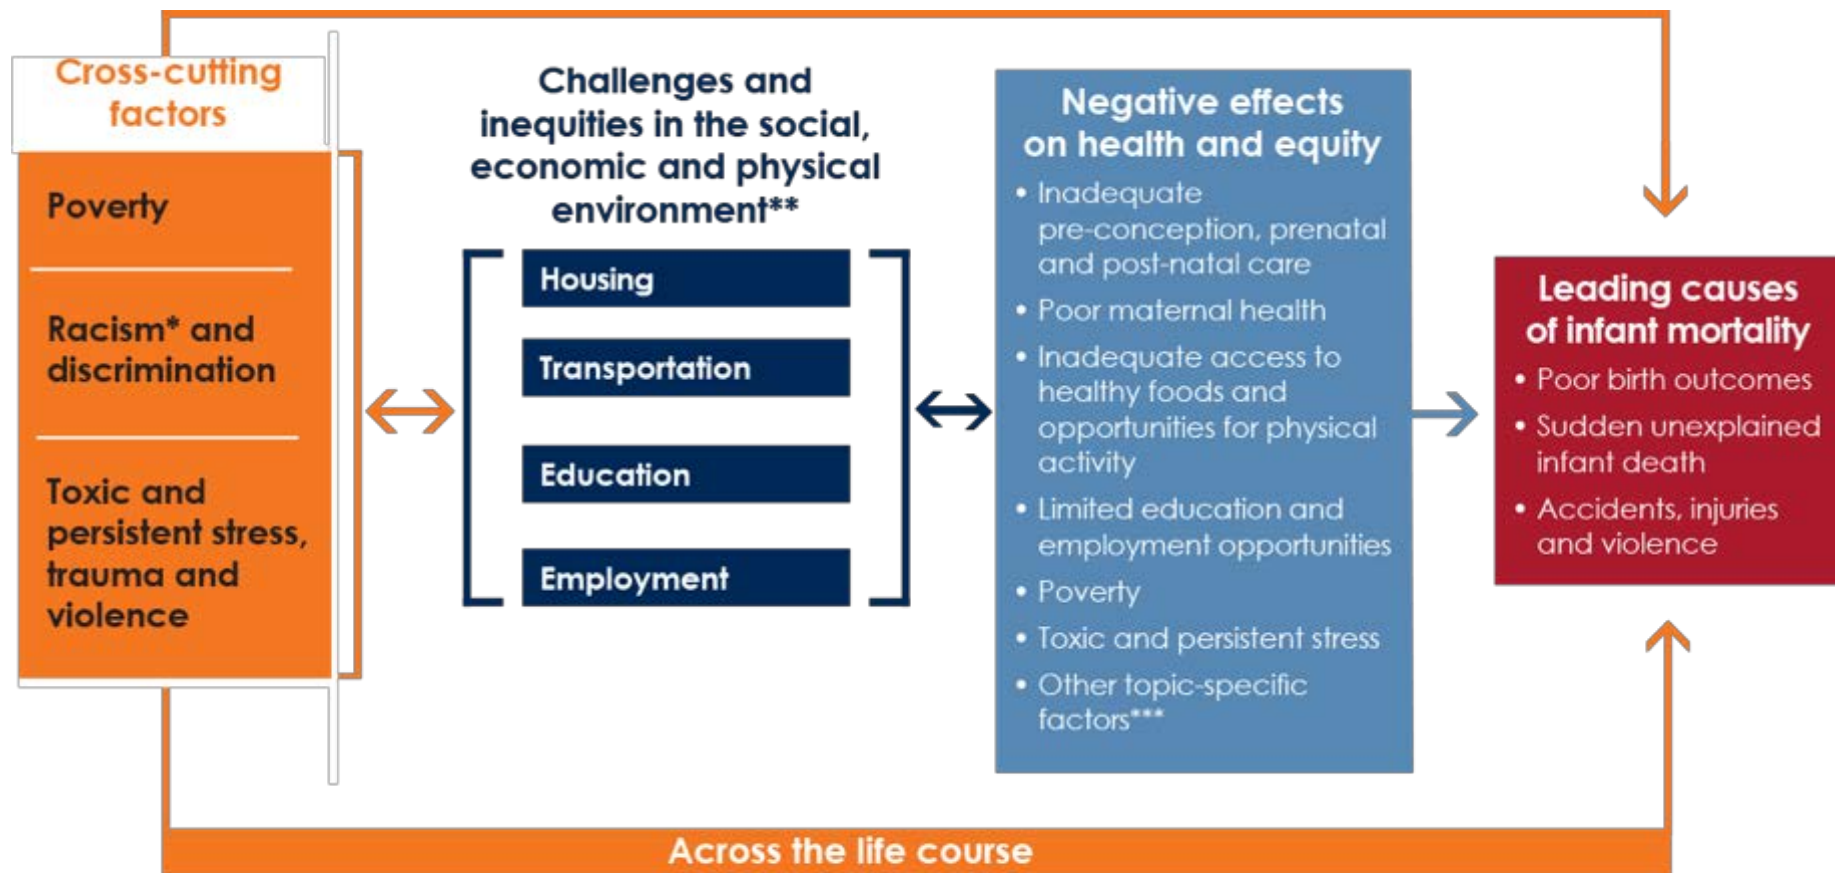 Cross-cutting
factors
Poverty
Racism* and
discrimination
Toxic and
persistent stress,
trauma and
violence
Challenges and
inequities in the social,
economic and physical
environment**
Housing
Transportation
Education
Employment
Negative effects
on health and equity
• Inadequate
pre-conception, prenatal
and post-natal care
• Poor maternal health
• Inadequate access to
healthy foods and
opportunities for physical
activity
• Limited education and
employment opportunities
• Poverty
• Toxic and persistent stress
• Other topic-specific
factors***
Leading causes
of infant mortality
• Poor birth outcomes
• Sudden unexplained
infant death
• Accidents, injuries
and violence
Across the life course